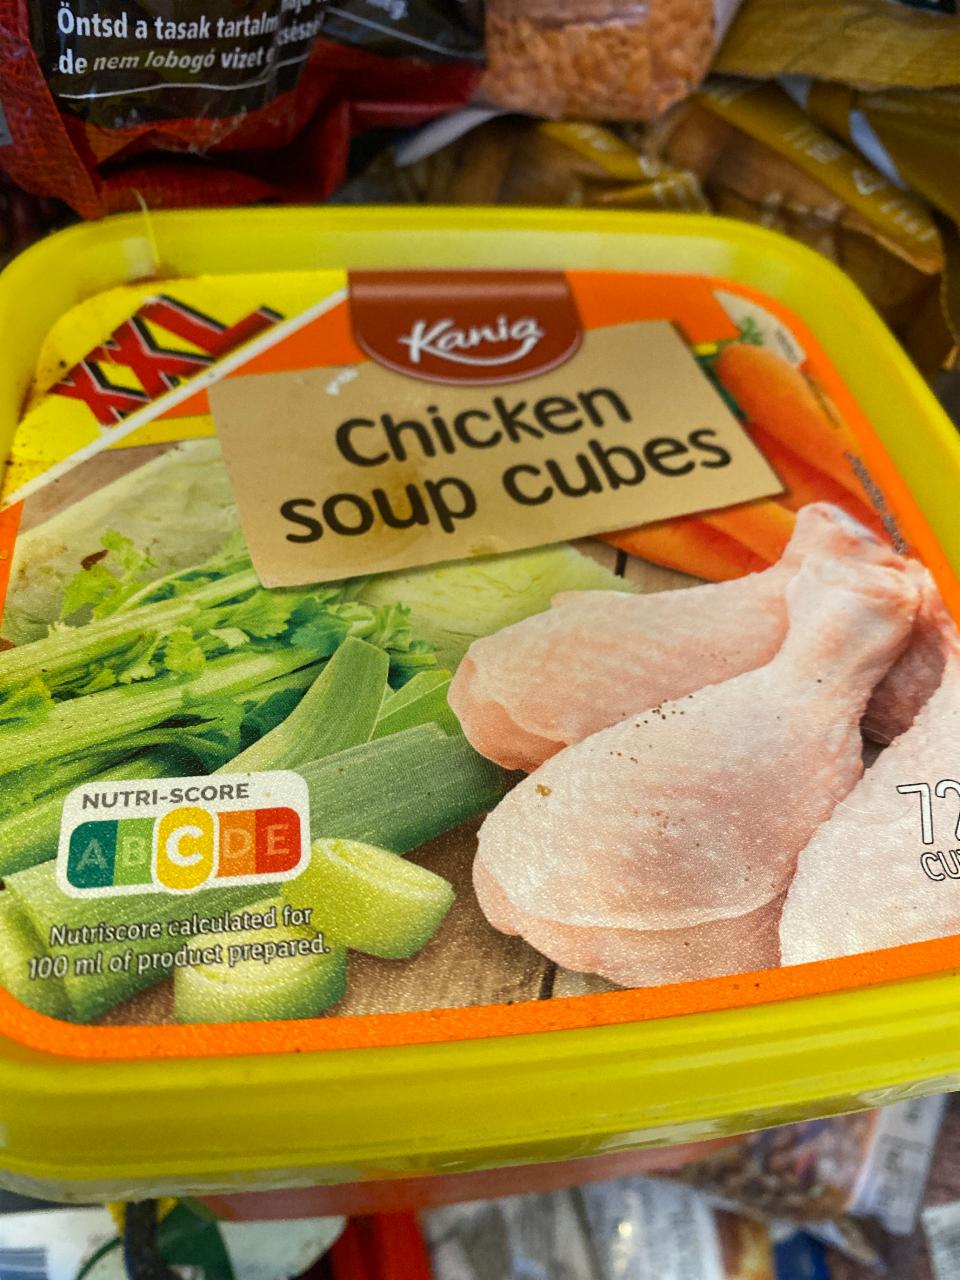 Öntsd a tasak tartalm
de nem lobogó vizet
XXL
Kania
Chicken
soup cubes
NUTRI-SCORE
A B C D E
Nutriscore calculated for
100 ml of product prepared.
72
CU